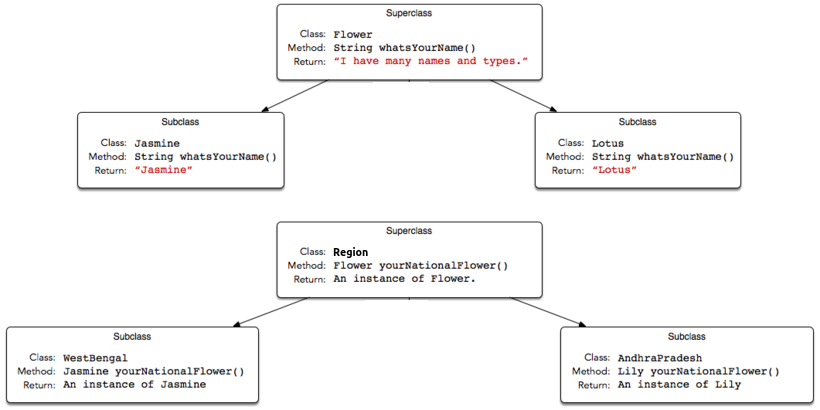 Superclass
Class: Flower
Method: String whatsYourName()
Return: “I have many names and types.”
Subclass
Class: Jasmine
Method: String whatsYourName()
Return: “Jasmine”
Subclass
Class: Lotus
Method: String whatsYourName()
Return: “Lotus”
Superclass
Class: Region
Method: Flower yourNationalFlower()
Return: An instance of Flower.
Subclass
Class: WestBengal
Method: Jasmine yourNationalFlower()
Return: An instance of Jasmine
Subclass
Class: AndhraPradesh
Method: Lily yourNationalFlower()
Return: An instance of Lily